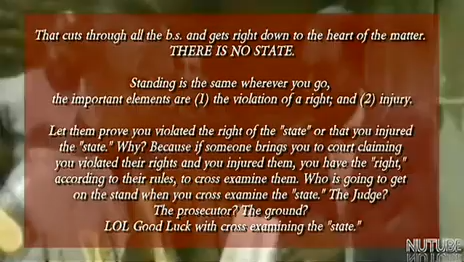 That cuts through all the b.s. and gets right down to the heart of the matter.
THERE IS NO STATE.
Standing is the same wherever you go,
the important elements are (1) the violation of a right; and (2) injury.
Let them prove you violated the right of the "state" or that you injured
the "state." Why? Because if someone brings you to court claiming
you violated their rights and you injured them, you have the "right,"
according to their rules, to cross examine them. Who is going to get
on the stand when you cross examine the "state." The Judge?
The prosecutor? The ground?
LOL Good Luck with cross examining the "state."
NUTUBE